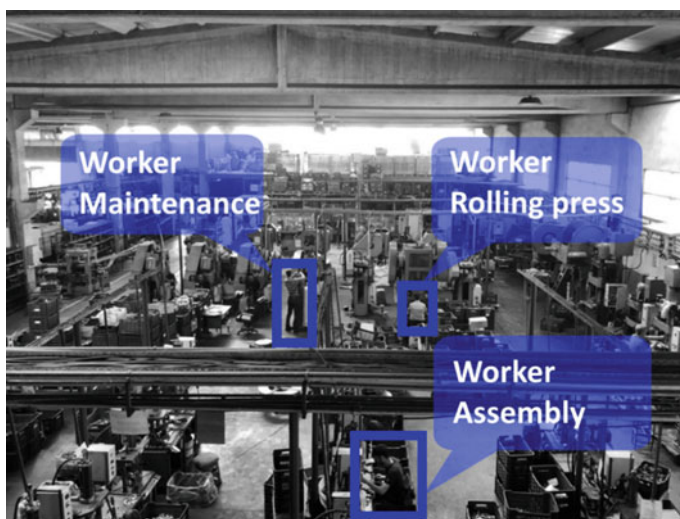 Worker
Maintenance
Worker
Rolling press
Worker
Assembly